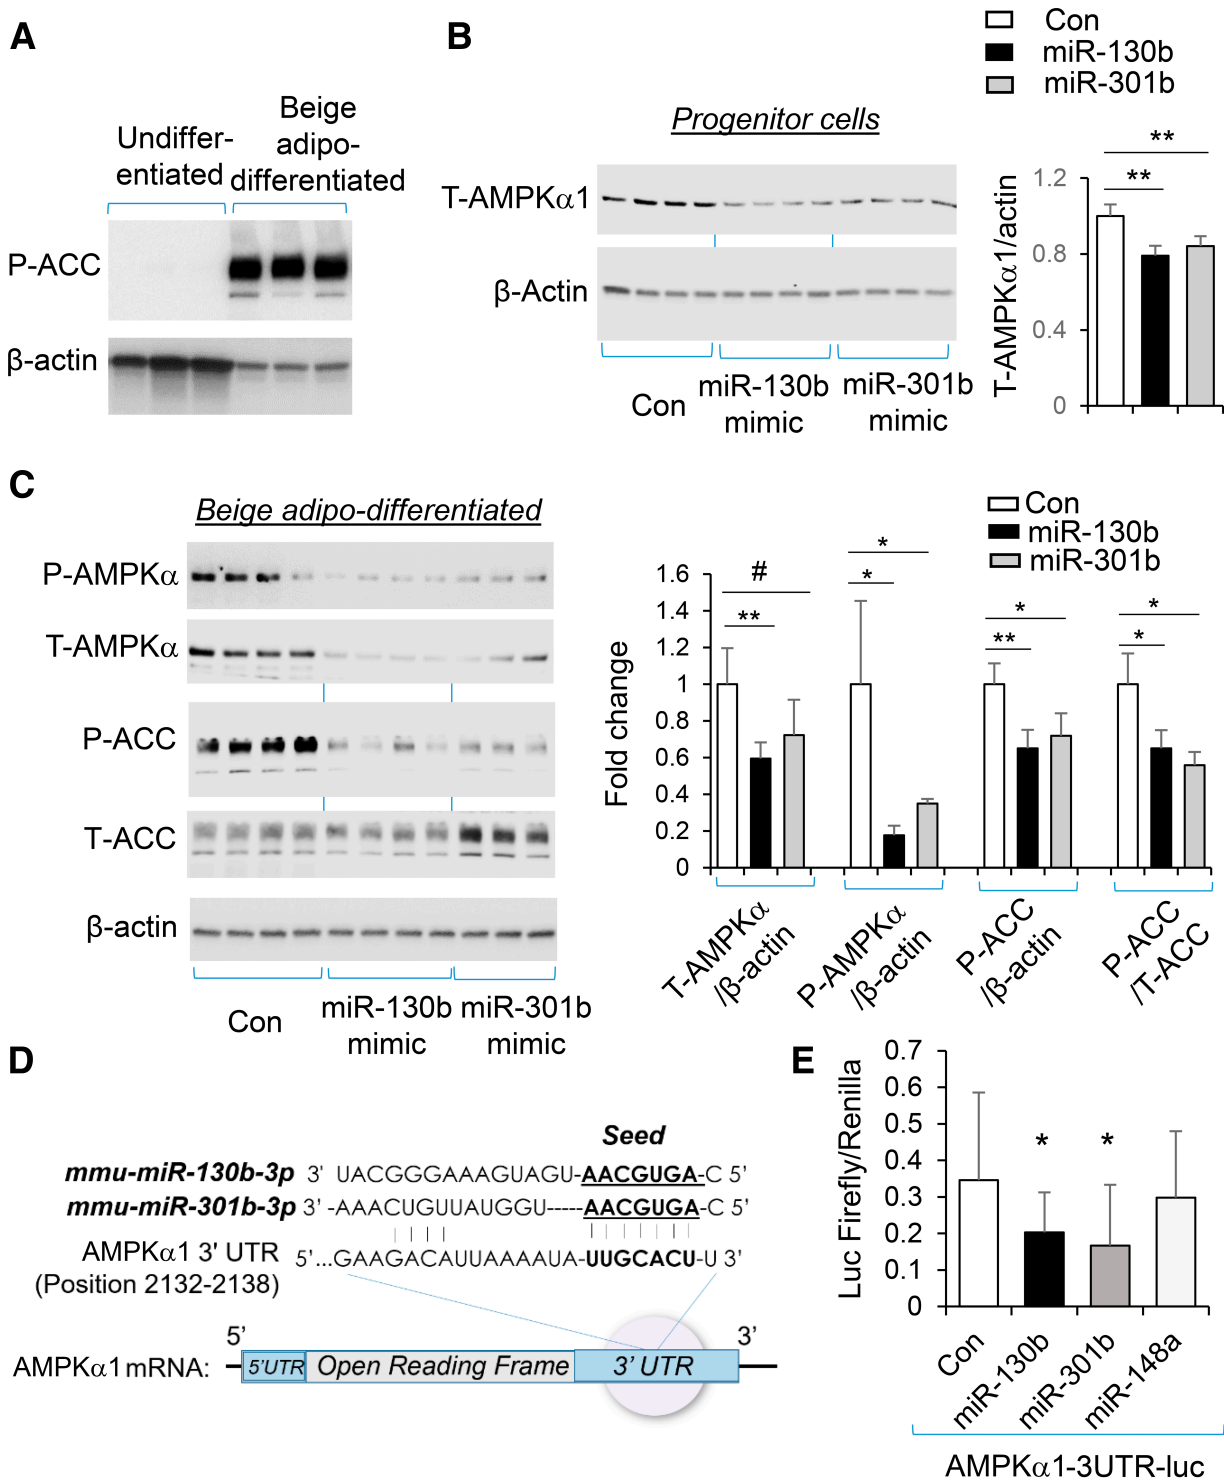 A
Undiffer-
entiated
Beige
adipo-
differentiated
P-ACC
β-actin
B
Progenitor cells
T-AMPKα1
β-Actin
Con
miR-130b
mimic
miR-301b
mimic
Con
miR-130b
miR-301b
**
**
T-AMPKα1/actin
1.2
0.8
0.4
0
C
Beige adipo-differentiated
P-AMPKα
T-AMPKα
P-ACC
T-ACC
β-actin
Con
miR-130b
mimic
miR-301b
mimic
Con
miR-130b
miR-301b
Fold change
1.6
1.4
1.2
1
0.8
0.6
0.4
0.2
0
#
**
*
*
*
**
*
*
T-AMPKα
/β-actin
P-AMPKα
/β-actin
P-ACC
/β-actin
P-ACC
/T-ACC
D
Seed
mmu-miR-130b-3p 3' UACGGGAAAGUAGU-AACGUGA-C 5'
mmu-miR-301b-3p 3' -AAACUGUUAUGGU-----AACGUGA-C 5'
AMPKα1 3' UTR 5'...GAAGACAUUAAAAUA-UUGCACU-U 3'
(Position 2132-2138)
5' 3'
AMPKα1 mRNA: 5'UTR Open Reading Frame 3' UTR
E
Luc Firefly/Renilla
0.7
0.6
0.5
0.4
0.3
0.2
0.1
0
*
*
Con
miR-130b
miR-301b
miR-148a
AMPKα1-3UTR-luc